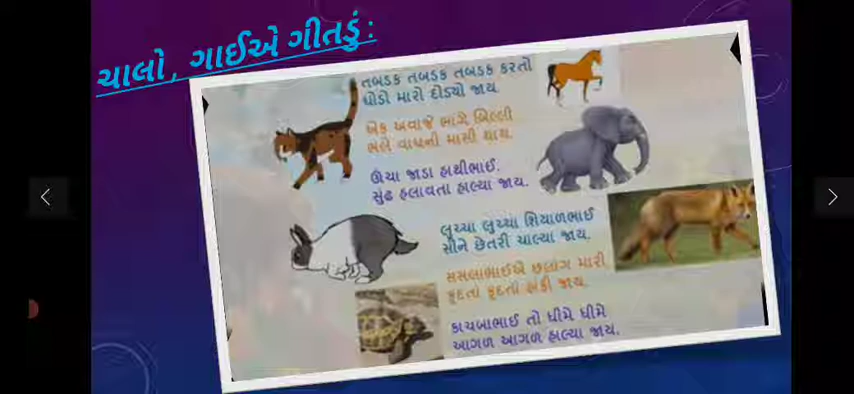 ચાલો, ગાઈએ ગીતડું:
તબડક તબડક તબડક કરતો
ઘોડો મારો દોડ્યો જાય.
એક અવાજે ભાગે બિલ્લી
ભલે વાઘની માસી થાય.
ઊંચા જાડા હાથીભાઈ.
સુંઢ હલાવતા હાલ્યા જાય.
લુચ્ચા લુચ્ચા શિયાળભાઈ
સૌને છેતરી ચાલ્યા જાય.
સસલાભાઈએ છલાંગ મારી
કૂદતો કૂદતો હાંકી જાય.
કાચબાભાઈ તો ધીમે ધીમે
આગળ આગળ હાલ્યા જાય.